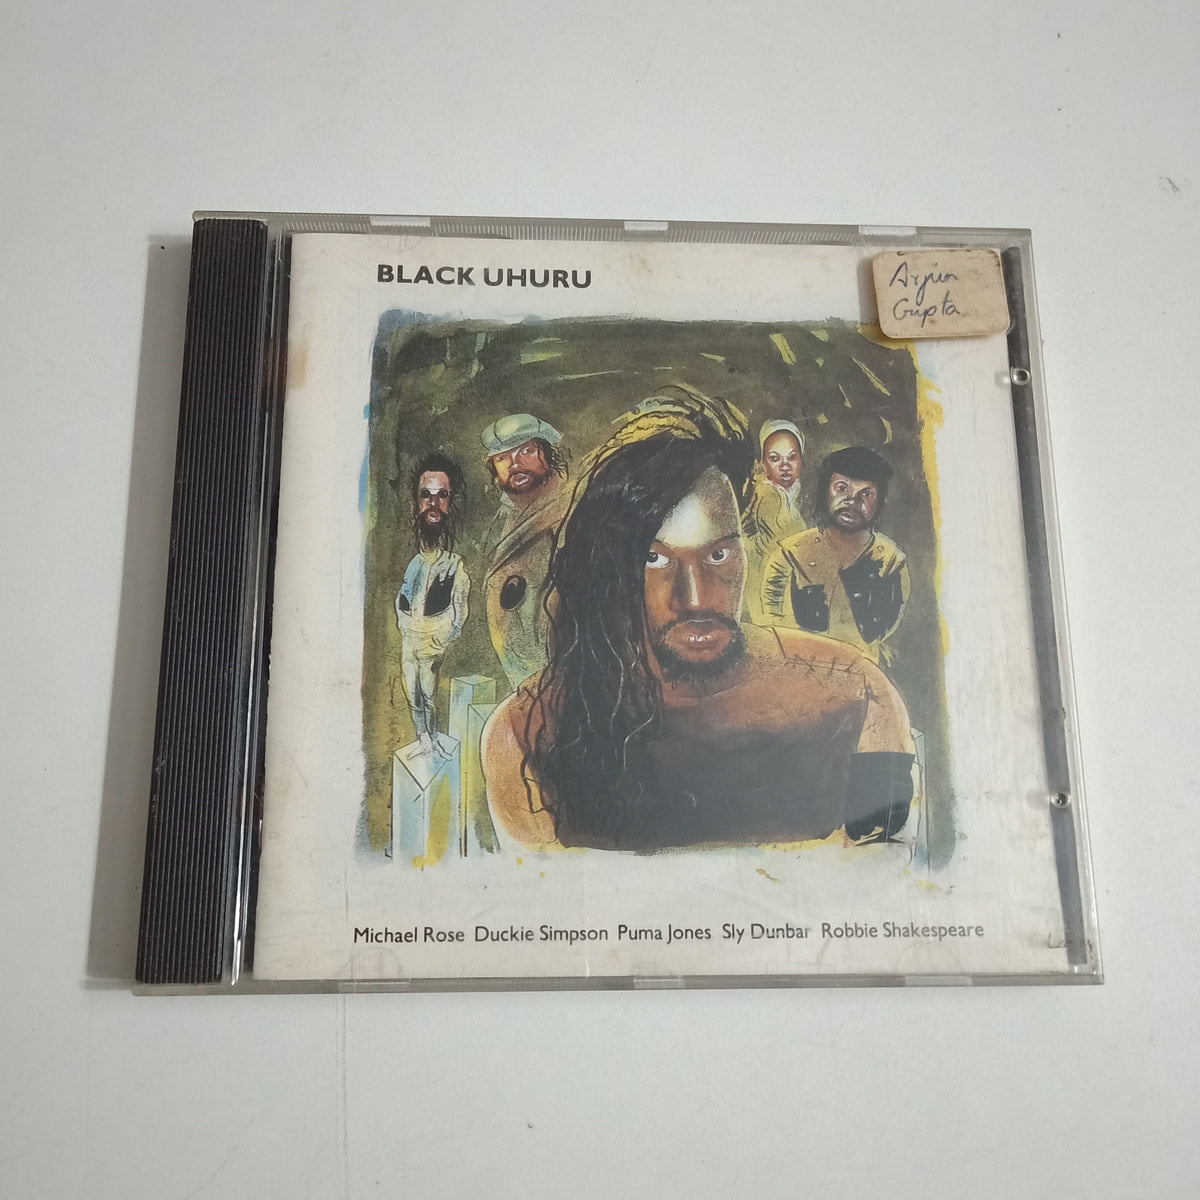 BLACK UHURU
Arjun
Gupta
Michael Rose Duckie Simpson Puma Jones Sly Dunbar Robbie Shakespeare